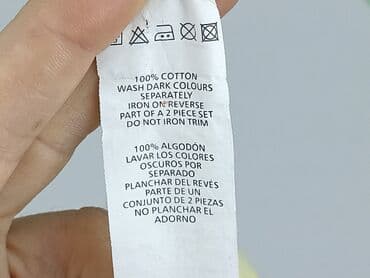 100% COTTON
WASH DARK COLOURS
SEPARATELY
IRON ON REVERSE
PART OF A 2 PIECE SET
DO NOT IRON TRIM
100% ALGODÓN
LAVAR LOS COLORES
OSCUROS POR
SEPARADO
PLANCHAR DEL REVÉS
PARTE DE UN
CONJUNTO DE 2 PIEZAS
NO PLANCHAR EL
ADORNO